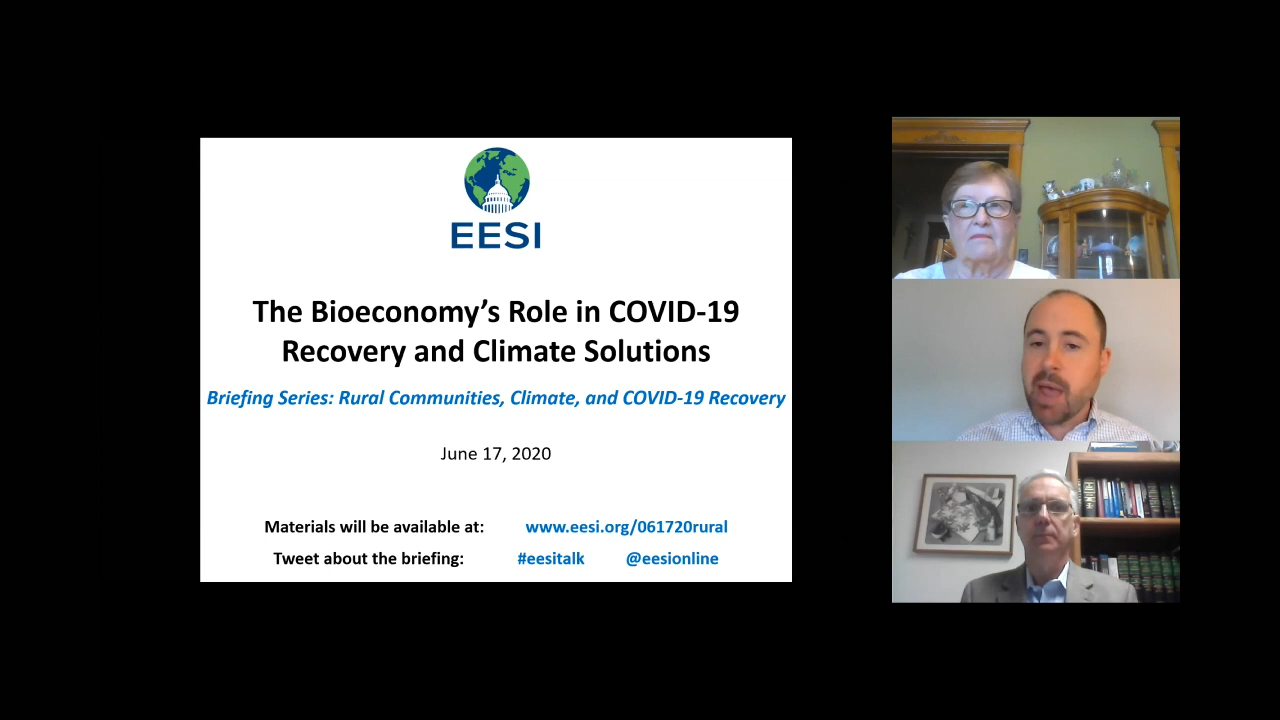 EESI
The Bioeconomy’s Role in COVID-19
Recovery and Climate Solutions
Briefing Series: Rural Communities, Climate, and COVID-19 Recovery
June 17, 2020
Materials will be available at: www.eesi.org/061720rural
Tweet about the briefing: #eesitalk @eesionline